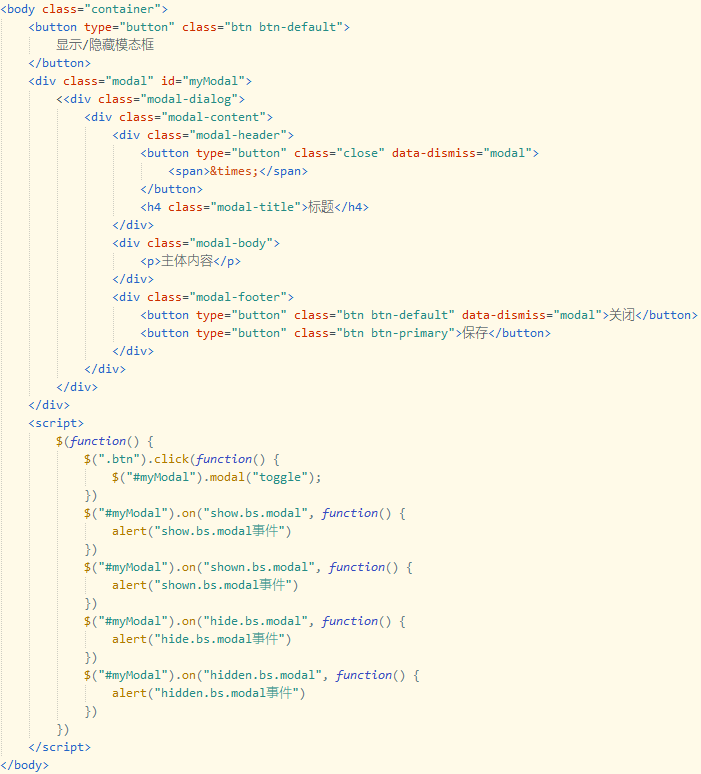 <body class="container">
    <button type="button" class="btn btn-default">
        显示/隐藏模态框
    </button>
    <div class="modal" id="myModal">
        <<div class="modal-dialog">
            <div class="modal-content">
                <div class="modal-header">
                    <button type="button" class="close" data-dismiss="modal">
                        <span>&times;</span>
                    </button>
                    <h4 class="modal-title">标题</h4>
                </div>
                <div class="modal-body">
                    <p>主体内容</p>
                </div>
                <div class="modal-footer">
                    <button type="button" class="btn btn-default" data-dismiss="modal">关闭</button>
                    <button type="button" class="btn btn-primary">保存</button>
                </div>
            </div>
        </div>
    </div>
    <script>
        $(function() {
            $(".btn").click(function() {
                $("#myModal").modal("toggle");
            })
            $("#myModal").on("show.bs.modal", function() {
                alert("show.bs.modal事件")
            })
            $("#myModal").on("shown.bs.modal", function() {
                alert("shown.bs.modal事件")
            })
            $("#myModal").on("hide.bs.modal", function() {
                alert("hide.bs.modal事件")
            })
            $("#myModal").on("hidden.bs.modal", function() {
                alert("hidden.bs.modal事件")
            })
        })
    </script>
</body>